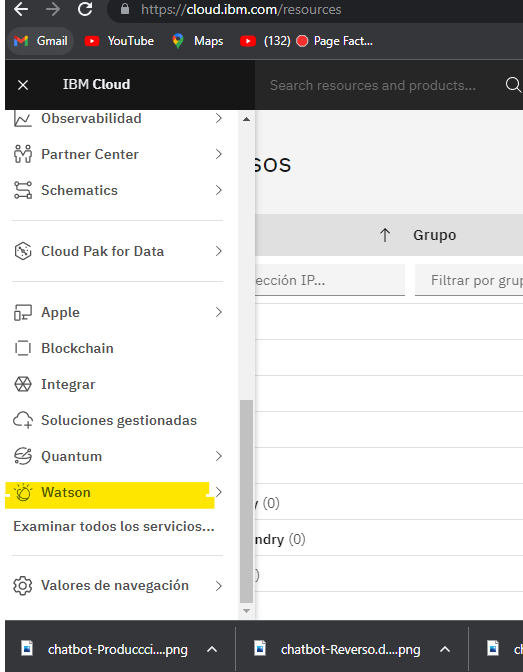 https://cloud.ibm.com/resources
Gmail YouTube Maps (132) Page Fact...
IBM Cloud Search resources and products...
Observabilidad
Partner Center
Schematics
Cloud Pak for Data
Grupo
ección IP... Filtrar por grup
Apple
Blockchain
Integrar
Soluciones gestionadas
Quantum
Watson
(0)
Examinar todos los servicios...
ndry (0)
Valores de navegación
chatbot-Produccci....png chatbot-Reverso.d....png